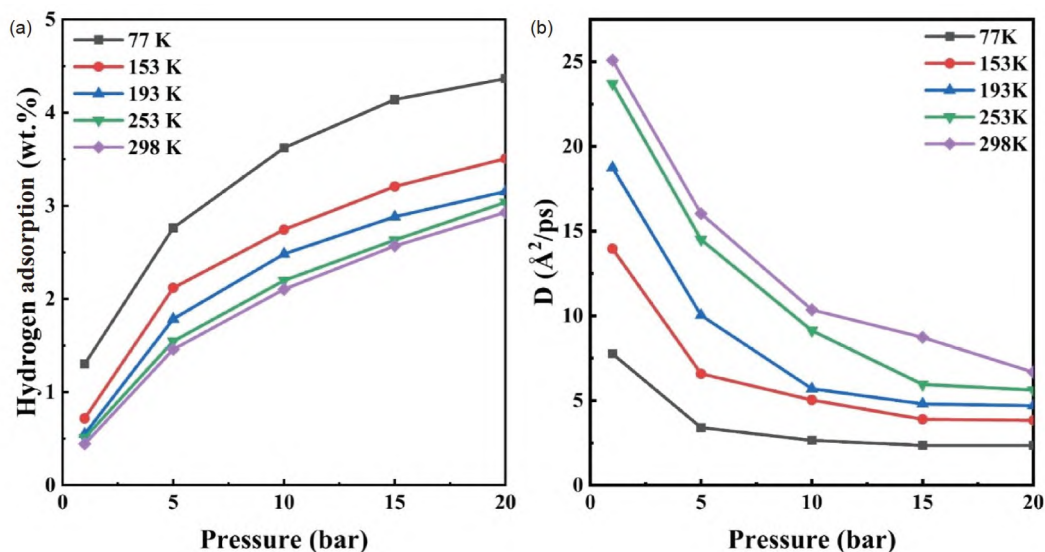 (a)
Hydrogen adsorption (wt.%)
5
4
3
2
1
0
77 K
153 K
193 K
253 K
298 K
0 5 10 15 20
Pressure (bar)
(b)
D (Å²/ps)
25
20
15
10
5
0
77K
153K
193K
253K
298K
0 5 10 15 20
Pressure (bar)